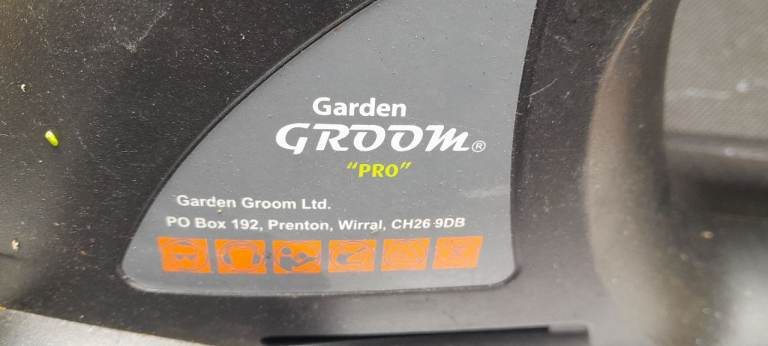 Garden
GROOM®
"PRO"
Garden Groom Ltd.
PO Box 192, Prenton, Wirral, CH26 9DB